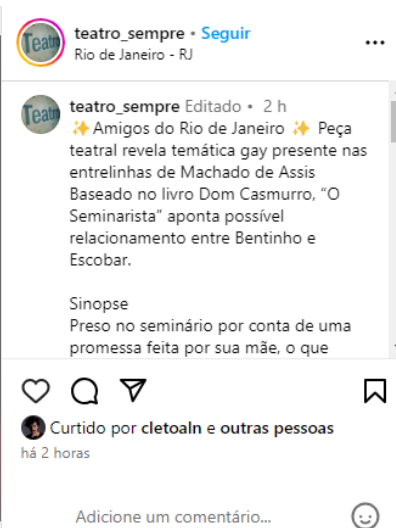 Teatro
teatro_sempre • Seguir
Rio de Janeiro - RJ
Teatro
teatro_sempre Editado • 2 h
✨Amigos do Rio de Janeiro ✨ Peça
teatral revela temática gay presente nas
entrelinhas de Machado de Assis
Baseado no livro Dom Casmurro, “O
Seminarista” aponta possível
relacionamento entre Bentinho e
Escobar.
Sinopse
Preso no seminário por conta de uma
promessa feita por sua mãe, o que
Curtido por cletoaln e outras pessoas
há 2 horas
Adicione um comentário...